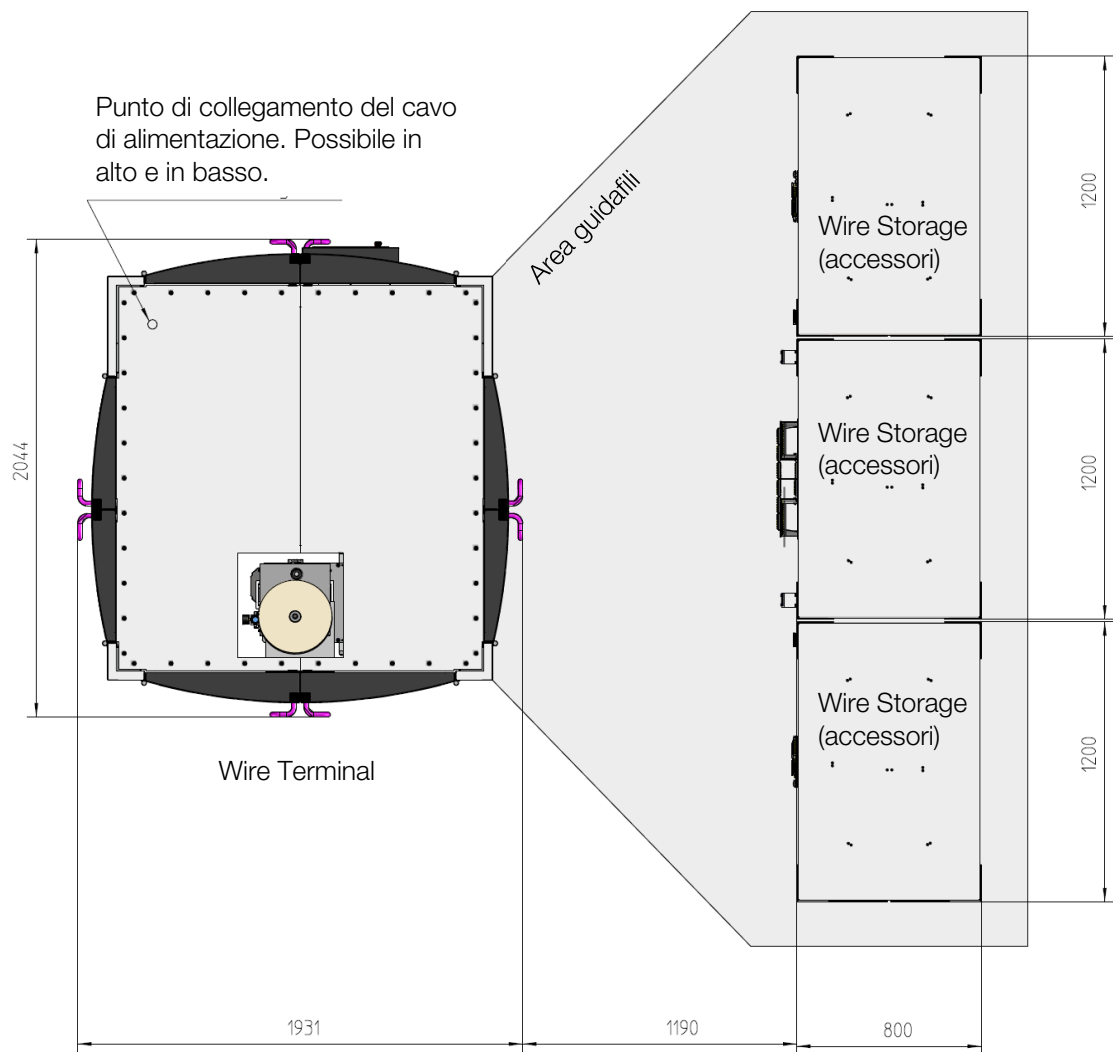 Punto di collegamento del cavo
di alimentazione. Possibile in
alto e in basso.
Area guidafili
Wire Storage
(accessori)
1200
Wire Storage
(accessori)
1200
Wire Storage
(accessori)
1200
2044
Wire Terminal
1931
1190
800